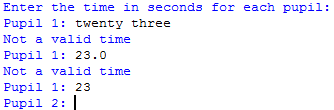 Enter the time in seconds for each pupil:
Pupil 1: twenty three
Not a valid time
Pupil 1: 23.0
Not a valid time
Pupil 1: 23
Pupil 2: